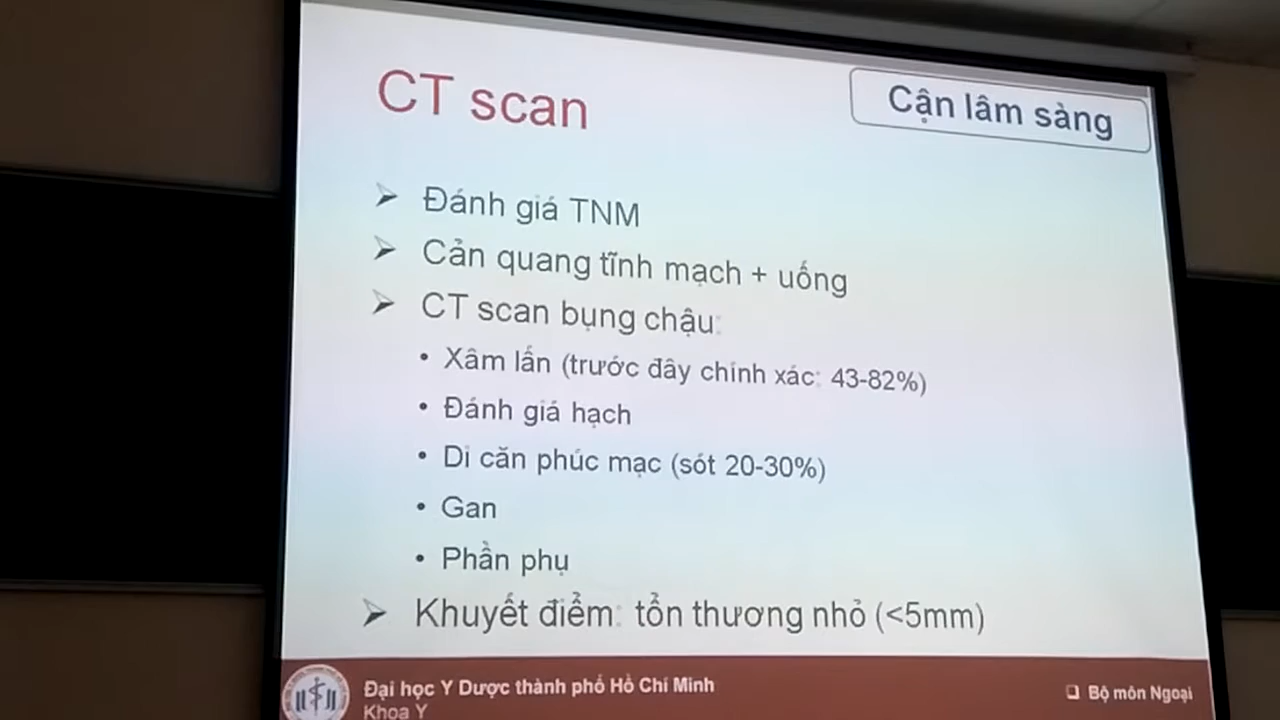 CT scan
Cận lâm sàng
Đánh giá TNM
Cản quang tĩnh mạch + uống
CT scan bụng chậu:
Xâm lấn (trước đây chính xác: 43-82%)
Đánh giá hạch
Di căn phúc mạc (sót 20-30%)
Gan
Phần phụ
Khuyết điểm: tổn thương nhỏ (<5mm)
Đại học Y Dược thành phố Hồ Chí Minh
Khoa Y
Bộ môn Ngoại